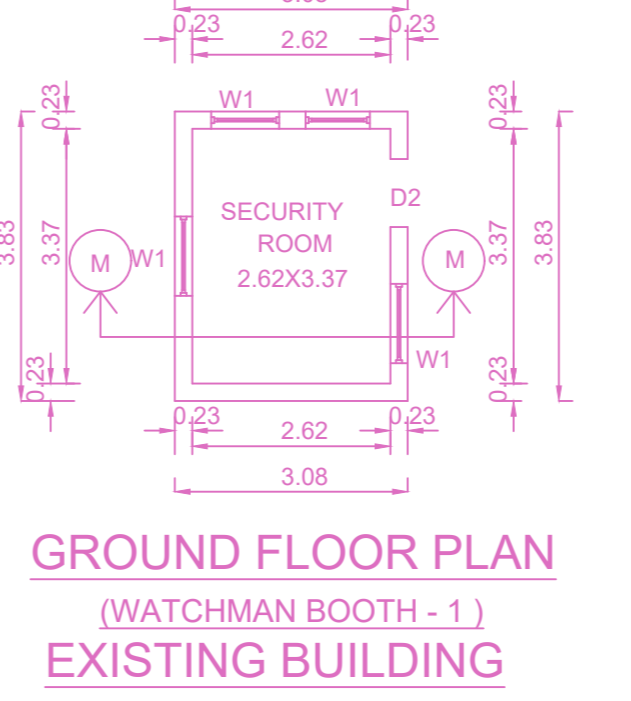 0.23
2.62
0.23
W1
W1
0.23
0.23
D2
SECURITY
ROOM
2.62X3.37
3.83
3.37
M
W1
M
3.37
3.83
W1
0.23
0.23
0.23
2.62
0.23
3.08
GROUND FLOOR PLAN
(WATCHMAN BOOTH - 1 )
EXISTING BUILDING